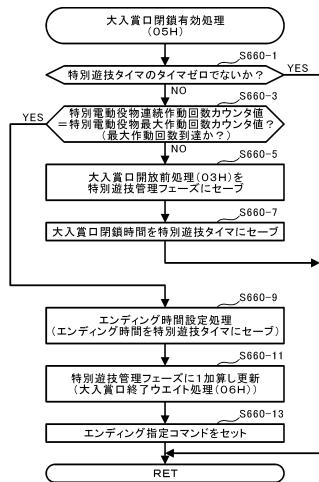 大入賞口閉鎖有効処理
(05H)
S660-1
特別遊技タイマのタイマゼロでないか？
YES
NO
S660-3
YES
特別電動役物連続作動回数カウンタ値
＝特別電動役物最大作動回数カウンタ値？
(最大作動回数到達か？)
NO
S660-5
大入賞口開放前処理(03H)を
特別遊技管理フェーズにセーブ
S660-7
大入賞口閉鎖時間を特別遊技タイマにセーブ
S660-9
エンディング時間設定処理
(エンディング時間を特別遊技タイマにセーブ)
S660-11
特別遊技管理フェーズに1加算し更新
(大入賞口終了ウエイト処理(06H))
S660-13
エンディング指定コマンドをセット
RET